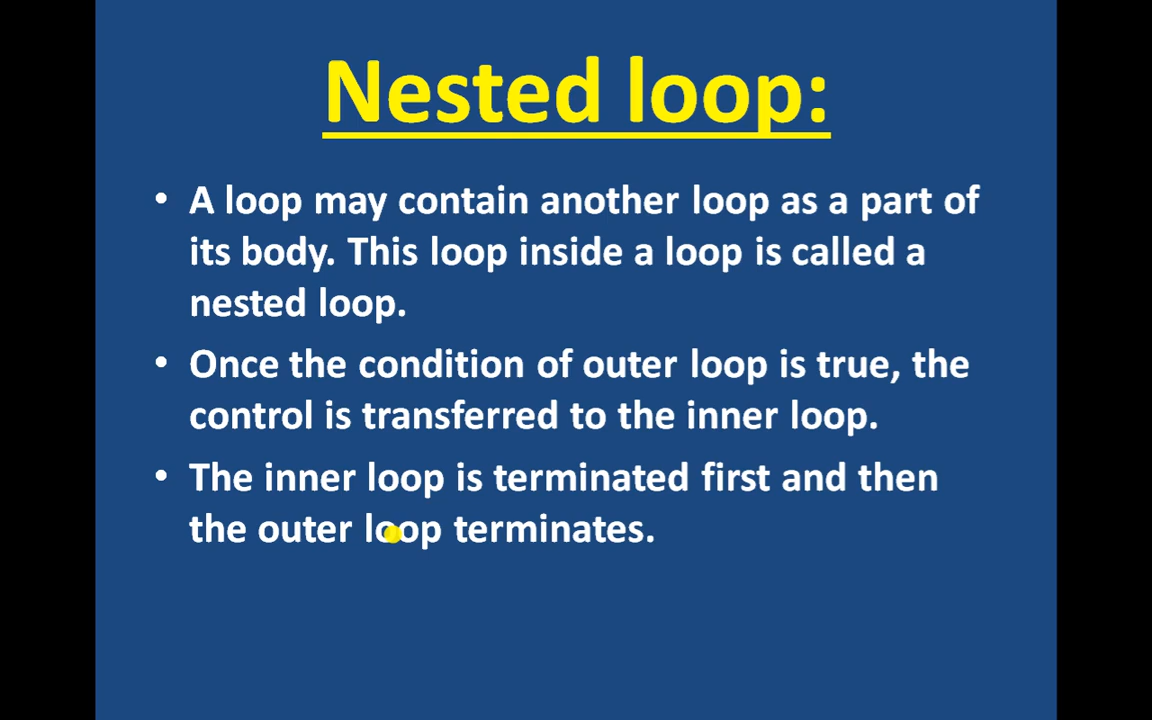 Nested loop:
• A loop may contain another loop as a part of
its body. This loop inside a loop is called a
nested loop.
• Once the condition of outer loop is true, the
control is transferred to the inner loop.
• The inner loop is terminated first and then
the outer loop terminates.